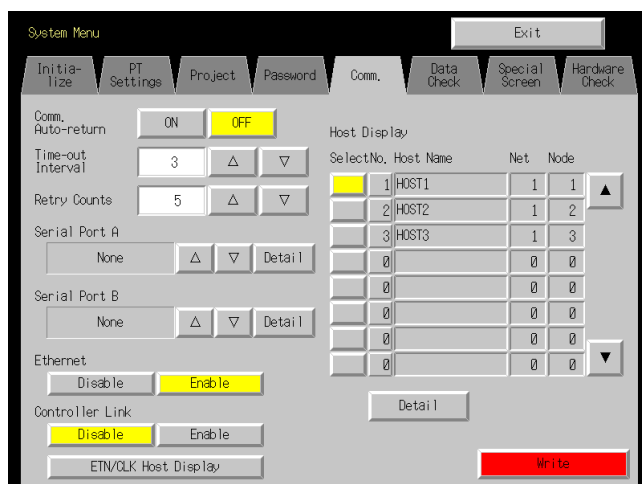 System Menu
Exit
Initia-
lize
PT
Settings
Project
Password
Comm.
Data
Check
Special
Screen
Hardware
Check
Comm.
Auto-return
ON
OFF
Time-out
Interval
3
△
▽
Retry Counts
5
△
▽
Serial Port A
None
△
▽
Detail
Serial Port B
None
△
▽
Detail
Ethernet
Disable
Enable
Controller Link
Disable
Enable
ETN/CLK Host Display
Host Display
Select No. Host Name Net Node
1 HOST1 1 1
2 HOST2 1 2
3 HOST3 1 3
0 0 0
0 0 0
0 0 0
0 0 0
0 0 0
▲
▼
Detail
Write